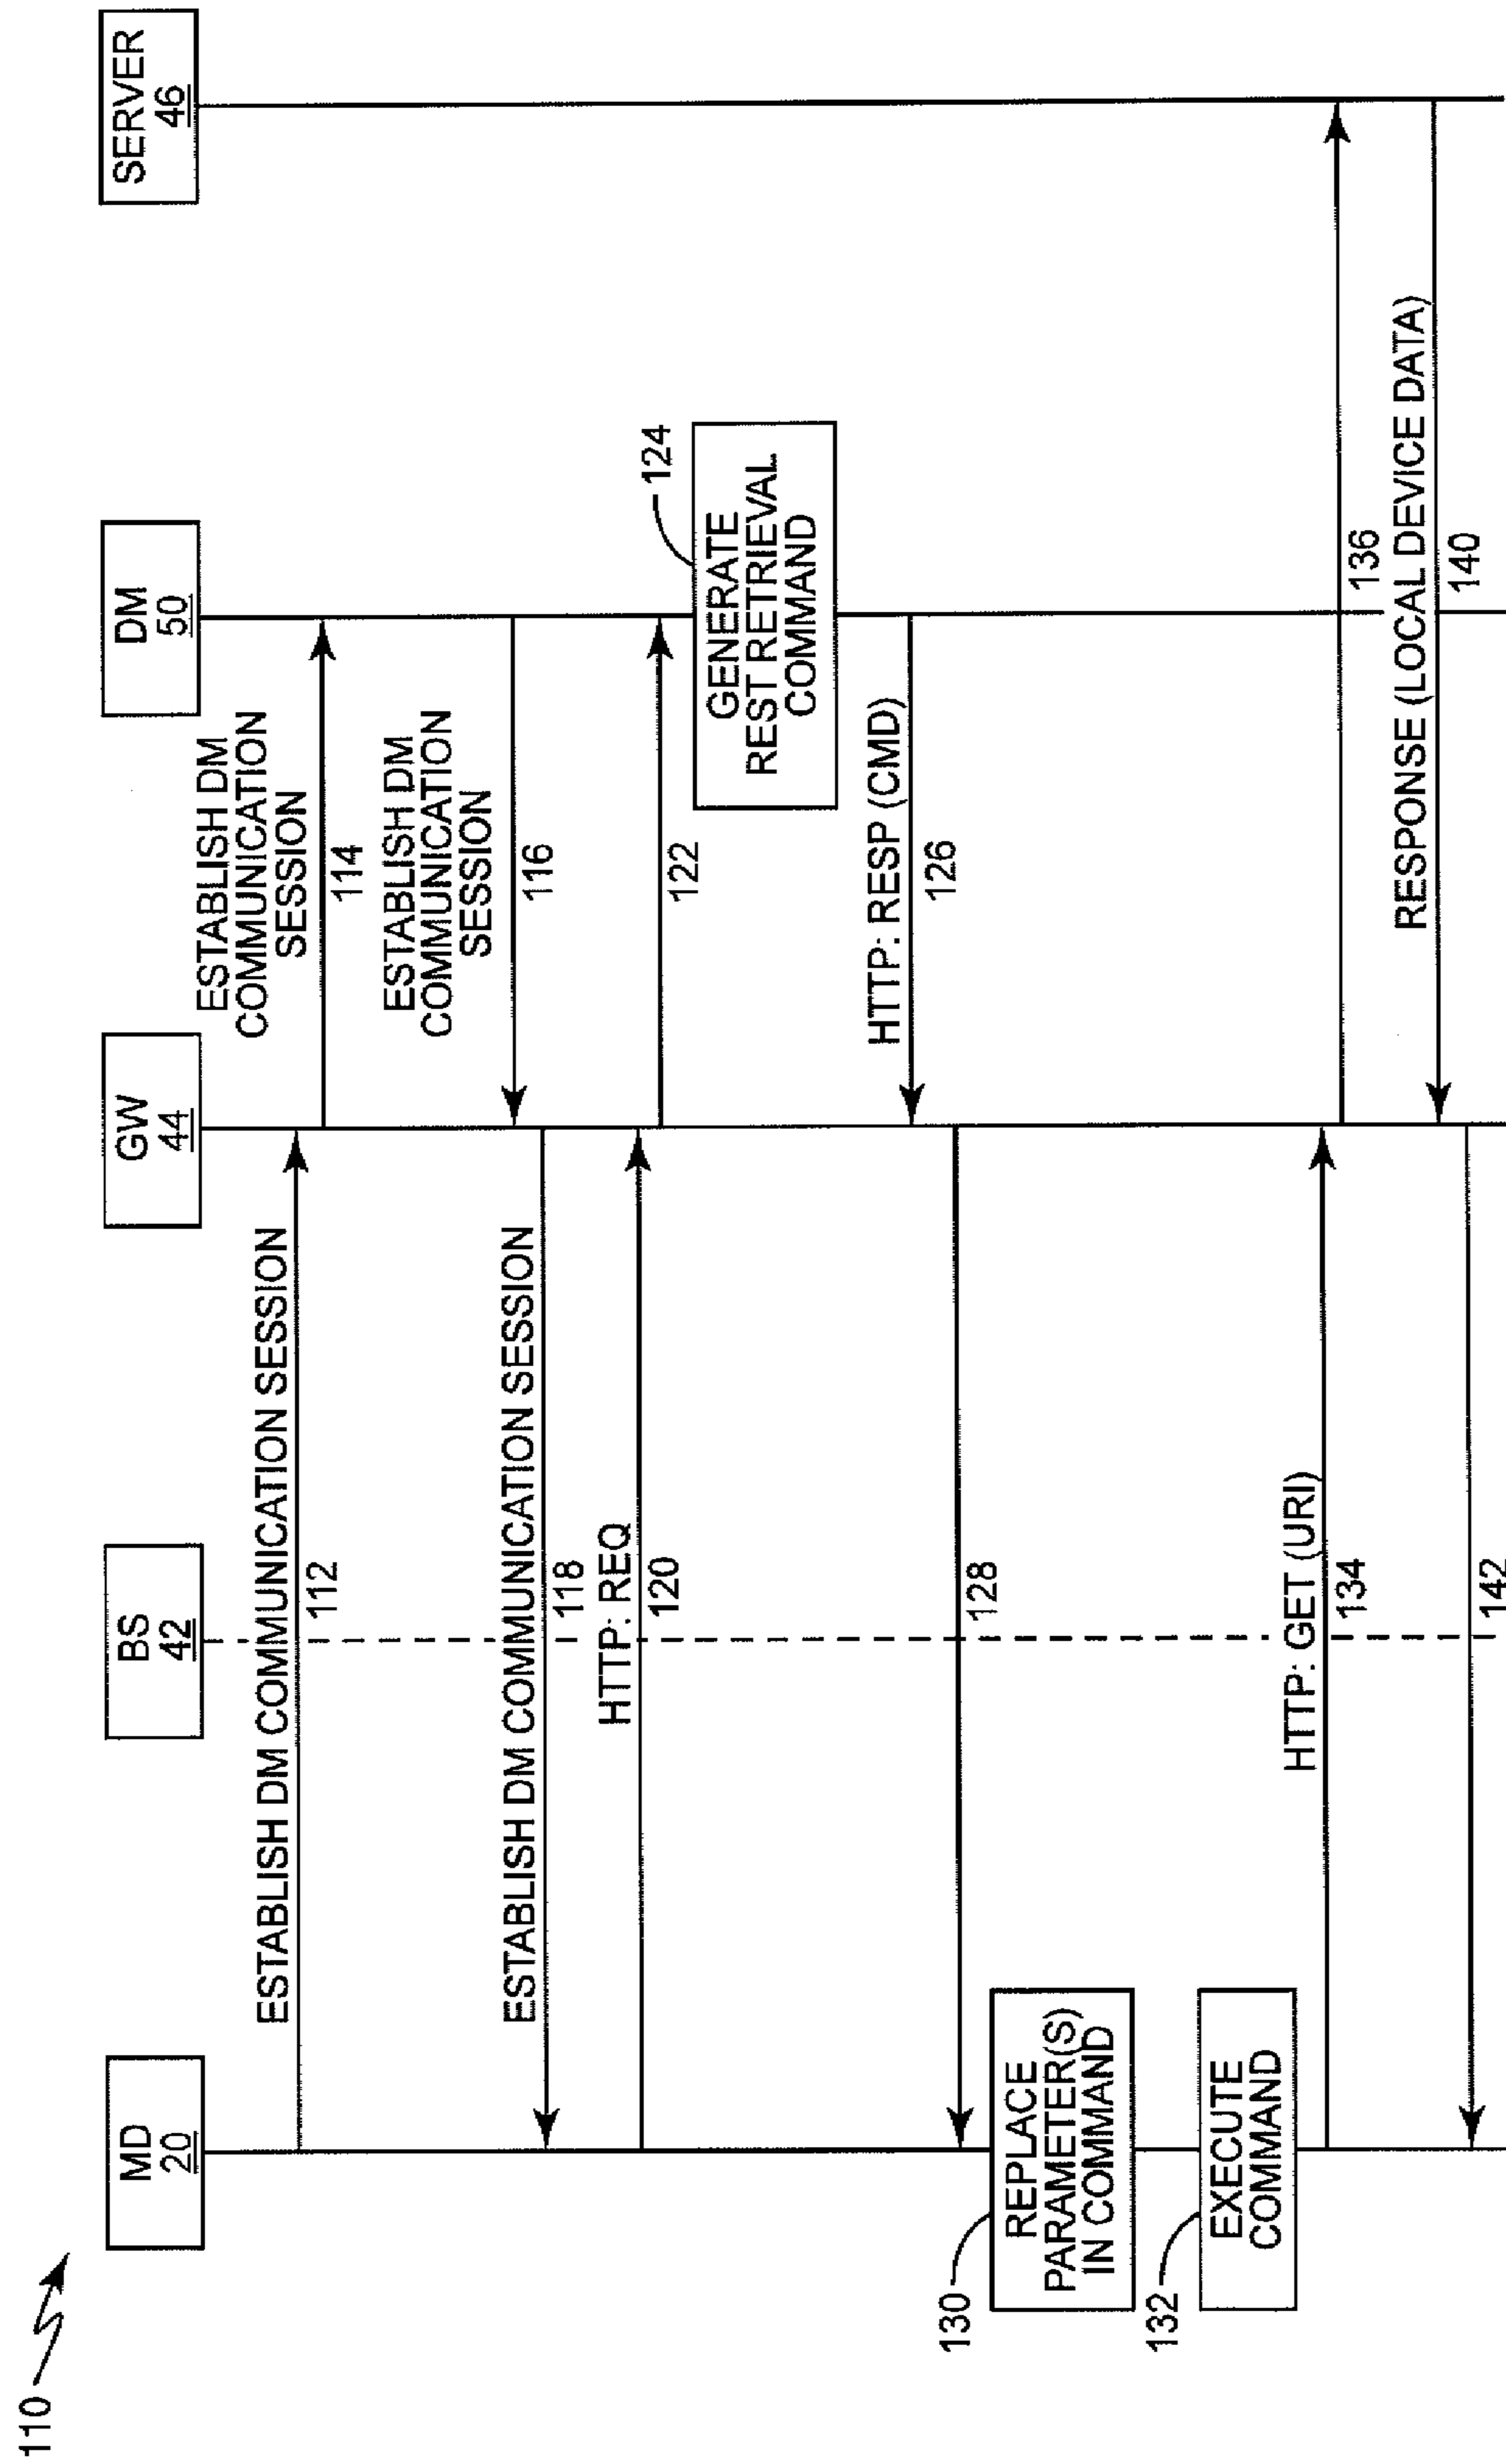 110
MD
20
BS
42
GW
44
DM
50
SERVER
46
ESTABLISH DM COMMUNICATION SESSION
112
ESTABLISH DM
COMMUNICATION
SESSION
114
ESTABLISH DM
COMMUNICATION
SESSION
116
ESTABLISH DM COMMUNICATION SESSION
118
HTTP: REQ
120
122
124
GENERATE
REST RETRIEVAL
COMMAND
HTTP: RESP (CMD)
126
128
130
REPLACE
PARAMETER(S)
IN COMMAND
132
EXECUTE
COMMAND
HTTP: GET (URI)
134
136
RESPONSE (LOCAL DEVICE DATA)
140
142